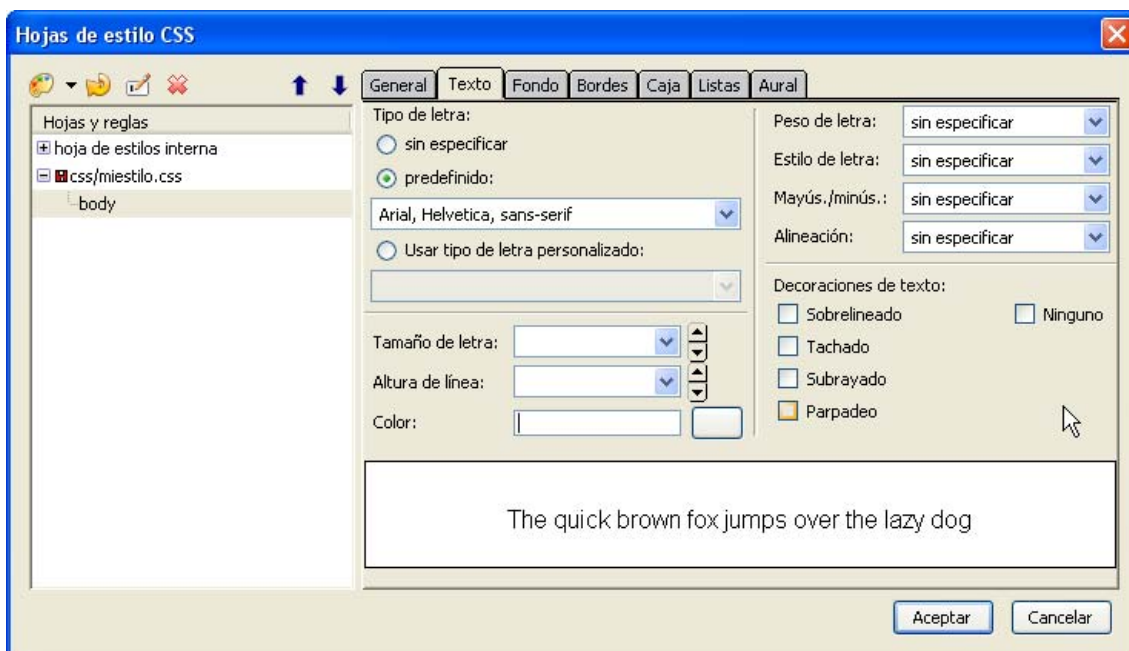 Hojas de estilo CSS
General Texto Fondo Bordes Caja Listas Aural
Hojas y reglas
hoja de estilos interna
css/miestilo.css
body
Tipo de letra:
sin especificar
predefinido:
Arial, Helvetica, sans-serif
Usar tipo de letra personalizado:
Tamaño de letra:
Altura de línea:
Color:
Peso de letra: sin especificar
Estilo de letra: sin especificar
Mayús./minús.: sin especificar
Alineación: sin especificar
Decoraciones de texto:
Sobrelineado Ninguno
Tachado
Subrayado
Parpadeo
The quick brown fox jumps over the lazy dog
Aceptar Cancelar